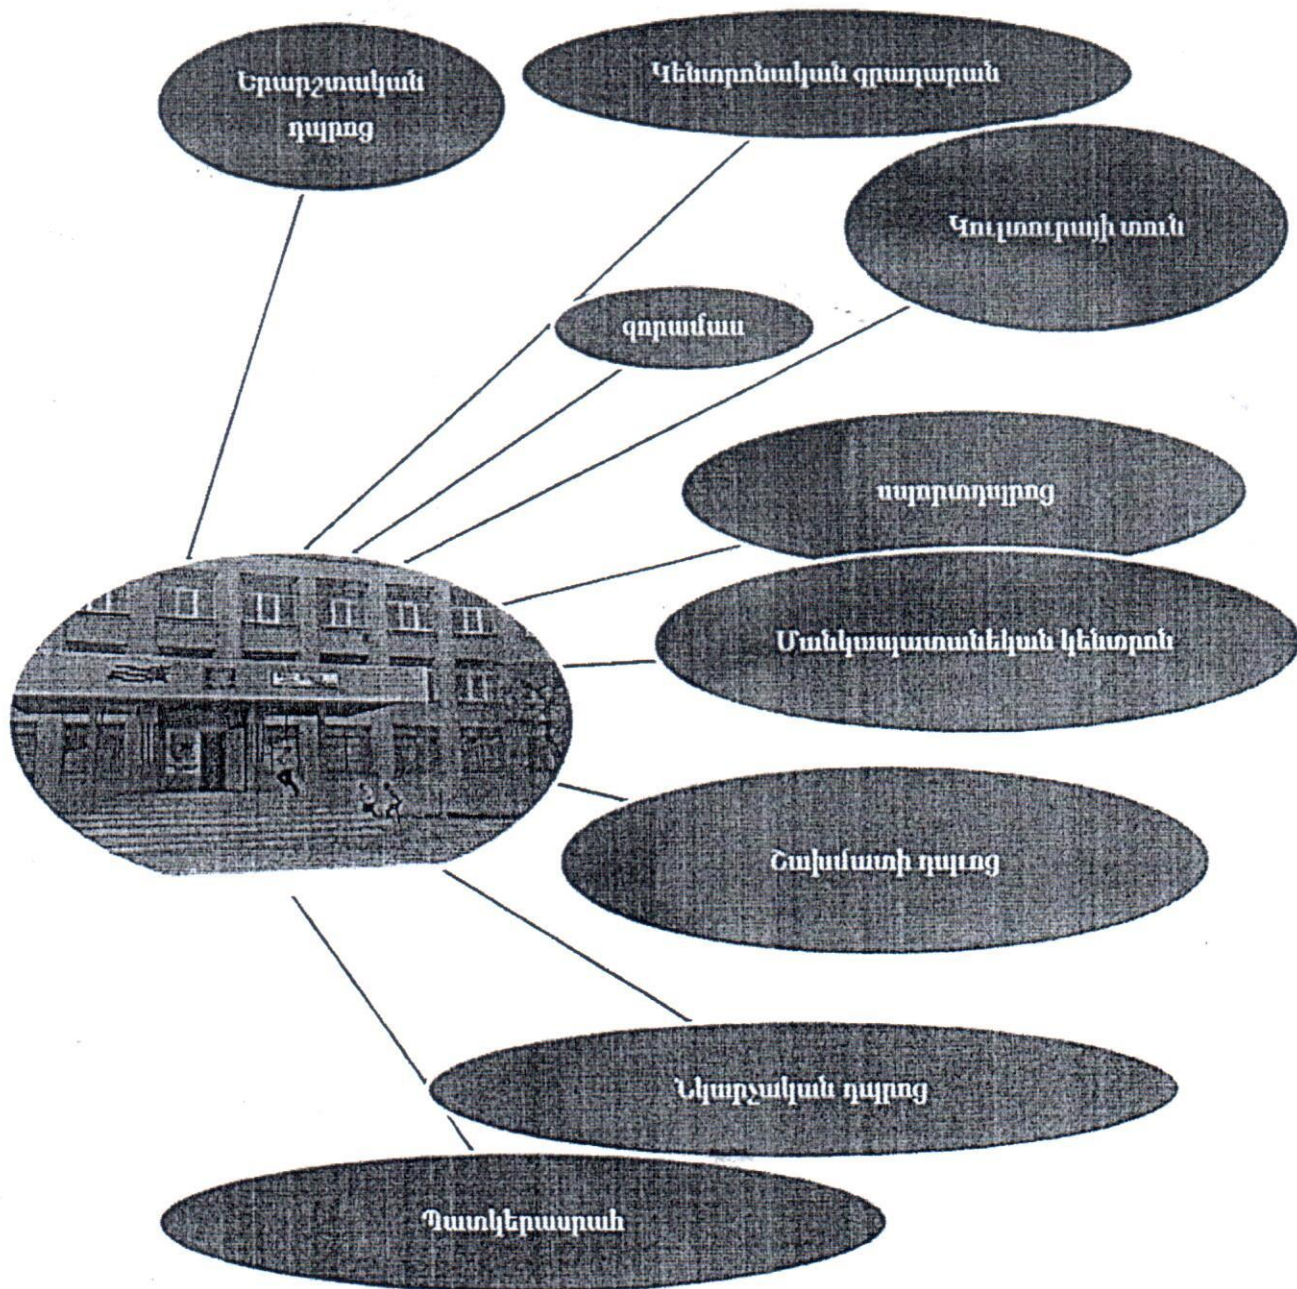 Երաժշտական
դպրոց
Կենտրոնական գրադարան
Կուլտուրայի տուն
զորամաս
սպորտդպրոց
Մանկապատանեկան կենտրոն
Շախմատի դպրոց
Նկարչական դպրոց
Պատկերասրահ